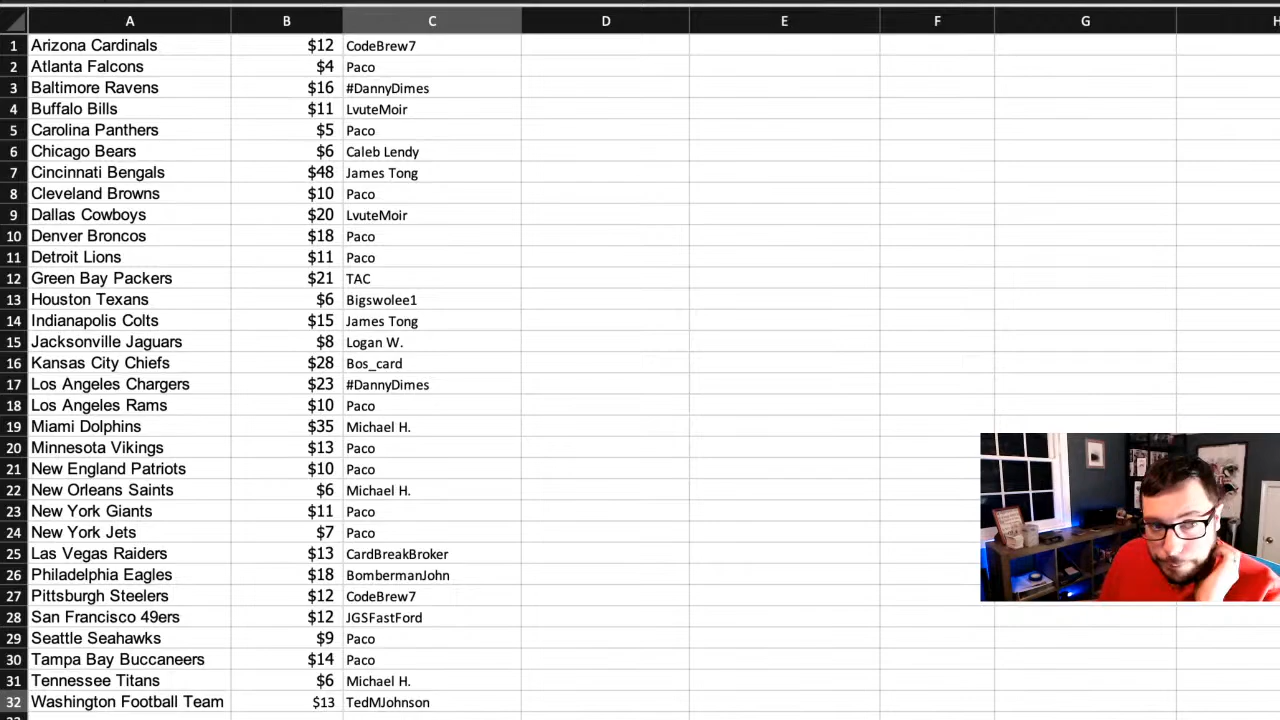 A B C D E F G H
1 Arizona Cardinals $12 CodeBrew7
2 Atlanta Falcons $4 Paco
3 Baltimore Ravens $16 #DannyDimes
4 Buffalo Bills $11 LvuteMoir
5 Carolina Panthers $5 Paco
6 Chicago Bears $6 Caleb Lendy
7 Cincinnati Bengals $48 James Tong
8 Cleveland Browns $10 Paco
9 Dallas Cowboys $20 LvuteMoir
10 Denver Broncos $18 Paco
11 Detroit Lions $11 Paco
12 Green Bay Packers $21 TAC
13 Houston Texans $6 Bigswolee1
14 Indianapolis Colts $15 James Tong
15 Jacksonville Jaguars $8 Logan W.
16 Kansas City Chiefs $28 Bos_card
17 Los Angeles Chargers $23 #DannyDimes
18 Los Angeles Rams $10 Paco
19 Miami Dolphins $35 Michael H.
20 Minnesota Vikings $13 Paco
21 New England Patriots $10 Paco
22 New Orleans Saints $6 Michael H.
23 New York Giants $11 Paco
24 New York Jets $7 Paco
25 Las Vegas Raiders $13 CardBreakBroker
26 Philadelphia Eagles $18 BombermanJohn
27 Pittsburgh Steelers $12 CodeBrew7
28 San Francisco 49ers $12 JGSFastFord
29 Seattle Seahawks $9 Paco
30 Tampa Bay Buccaneers $14 Paco
31 Tennessee Titans $6 Michael H.
32 Washington Football Team $13 TedMJohnson